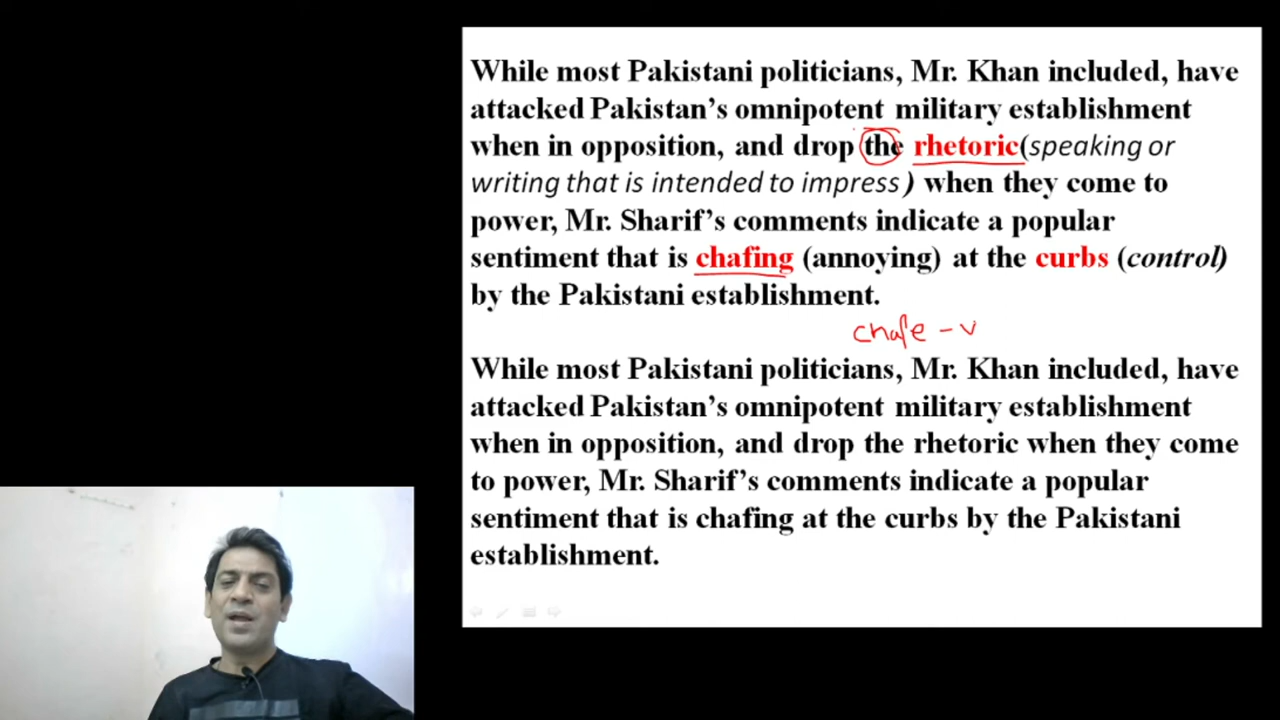 While most Pakistani politicians, Mr. Khan included, have
attacked Pakistan's omnipotent military establishment
when in opposition, and drop the rhetoric(speaking or
writing that is intended to impress) when they come to
power, Mr. Sharif's comments indicate a popular
sentiment that is chafing (annoying) at the curbs (control)
by the Pakistani establishment.
chafe - v
While most Pakistani politicians, Mr. Khan included, have
attacked Pakistan's omnipotent military establishment
when in opposition, and drop the rhetoric when they come
to power, Mr. Sharif's comments indicate a popular
sentiment that is chafing at the curbs by the Pakistani
establishment.